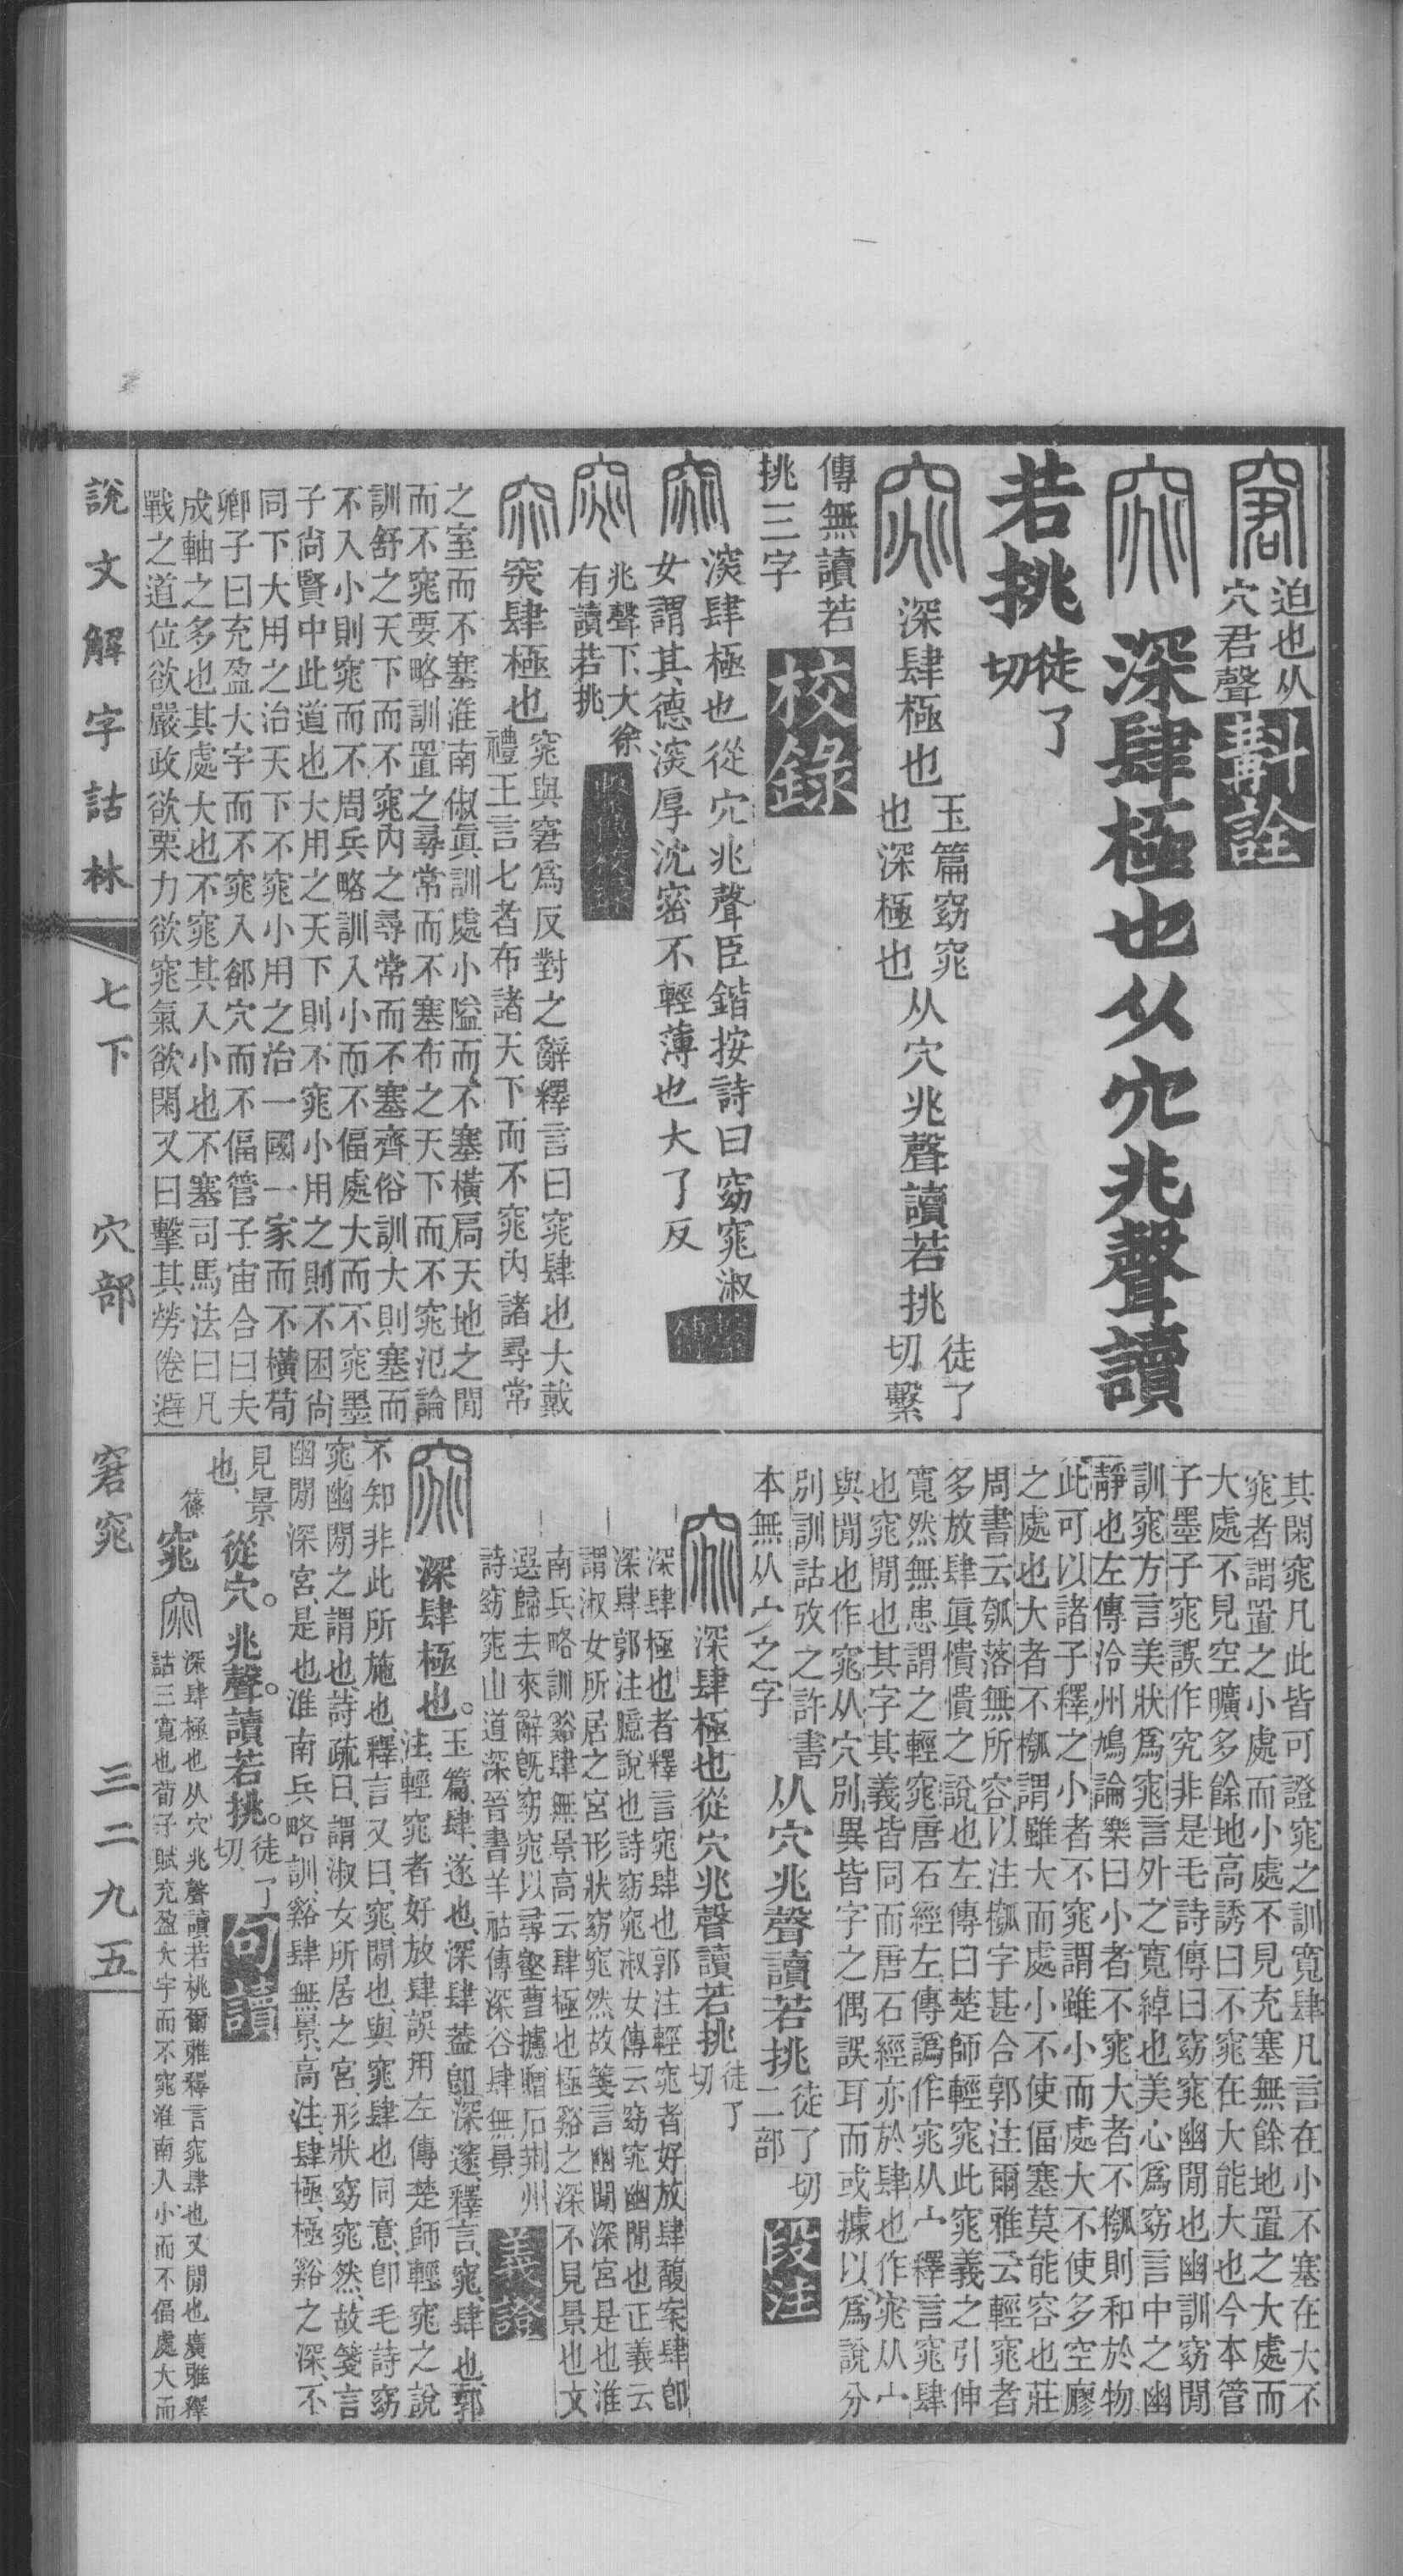 迫也从
穴君聲
斠詮
深肆極也从穴兆聲讀
若挑
徒了
切
深肆極也
玉篇窈窕
也深極也
从穴兆聲讀若挑
徒了
切繫
傳無讀若
挑三字
校錄
深肆極也從穴兆聲臣鍇按詩曰窈窕淑
女謂其德深厚沈密不輕薄也大了反
兆聲下大徐
有讀若挑
突肆極也
窕與窘爲反對之辭釋言曰窕肆也大戴
禮王言七者布諸天下而不窕內諸尋常
之室而不塞淮南俶真訓處小隘而不塞橫扃天地之閒
而不窕要略訓置之尋常而不塞布之天下而不窕氾論
訓舒之天下而不窕內之尋常而不塞齊俗訓大則塞而
不入小則窕而不周兵略訓入小而不偪處大而不窕墨
子尚賢中此道也大用之天下則不窕小用之則不困尚
同下大用之治天下不窕小用之治一國一家而不橫荀
卿子曰充盈大宇而不窕入郤穴而不偪管子宙合曰夫
成軸之多也其處大也不窕其入小也不塞司馬法曰凡
戰之道位欲嚴政欲栗力欲窕氣欲閑又曰擊其勞倦避
其閑窕凡此皆可證窕之訓寬肆凡言在小不塞在大不
窕者謂置之小處而小處不見充塞無餘地置之大處而
大處不見空曠多餘地高誘曰不窕在大能大也今本管
子墨子窕誤作究非是毛詩傳曰窈窕幽閒也幽訓窈閒
訓窕方言美狀爲窕言外之寬綽也美心爲窈言中之幽
靜也左傳泠州鳩論樂曰小者不窕大者不槬則和於物
此可以諸子釋之小者不窕謂雖小而處大不使多空廫
之處也大者不槬謂雖大而處小不使偪塞莫能容也莊
周書云瓠落無所容以注槬字甚合郭注爾雅云輕窕者
多放肆眞憒憒之說也左傳曰楚師輕窕此窕義之引伸
寬然無患謂之輕窕唐石經左傳譌作宨从宀釋言窕肆
也窕閒也其字其義皆同而唐石經亦於肆也作宨从宀
與閒也作窕从穴別異皆字之偶誤耳而或據以爲說分
別訓詁攷之許書
本無从宀之字
从穴兆聲讀若挑
徒了切
二部
段注
深肆極也從穴兆聲讀若挑
徒了
切
深肆極也者釋言窕肆也郭注輕窕者好放肆馥案肆卽
深肆郭注臆說也詩窈窕淑女傳云窈窕幽閒也正義云
謂淑女所居之宮形狀窈窕然故箋言幽閒深宮是也淮
南兵略訓谿肆無景高云肆極也極谿之深不見景也文
選歸去來辭旣窈窕以尋壑曹攄贈石荆州
詩窈窕山道深晉書羊祜傳深谷肆無景
義證
深肆極也。
玉篇、肆、遂也、深肆蓋卽深邃、釋言、窕、肆也、郭
注、輕窕者好放肆、誤用左傳楚師輕窕之說
不知非此所施也、釋言又曰、窕、閒也、與窕肆也同意、卽毛詩窈
窕幽閒之謂也、詩疏曰、謂淑女所居之宮、形狀窈窕然、故箋言
幽閒深宮、是也、淮南兵略訓、谿肆無景、高注、肆極、極谿之深、不
見景
也、
從穴。兆聲。讀若挑。
徒了
切
句讀
篠
窕
深肆極也从穴兆聲讀若桃爾雅釋言窕肆也又閒也廣雅釋
詁三寬也荀子賦充盈大宇而不窕淮南入小而不偪處大而
說文解字詁林
七下
穴部
窘窕
三二九五